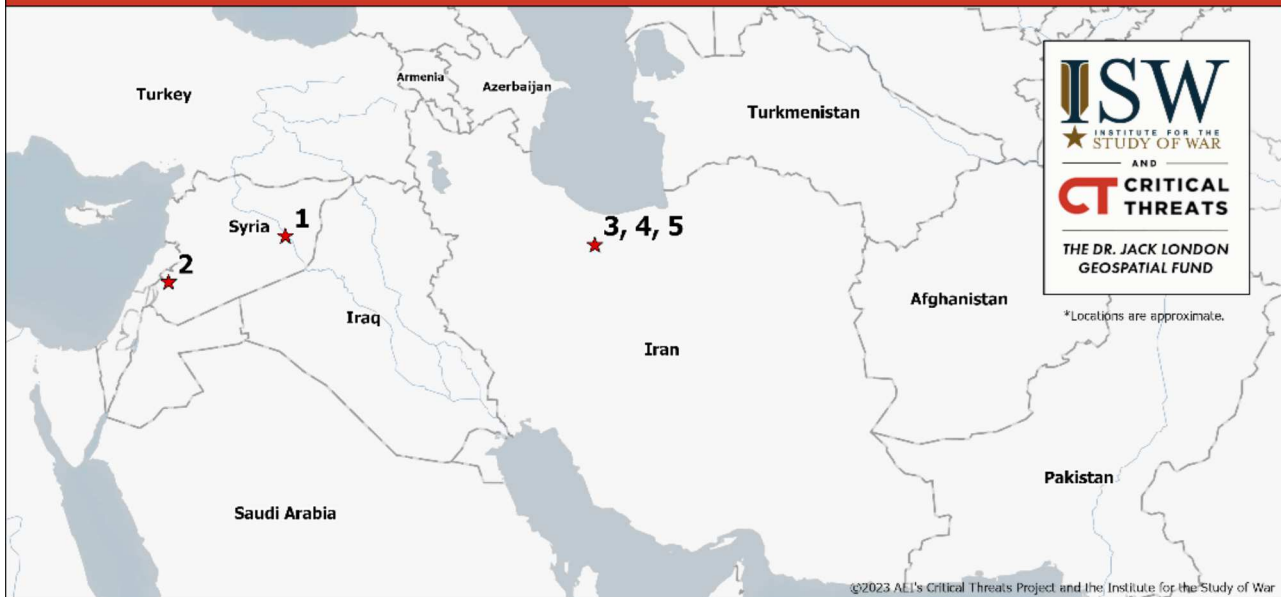 Armenia
Azerbaijan
Turkey
Turkmenistan
ISW
INSTITUTE FOR THE
STUDY OF WAR
AND
CT CRITICAL
THREATS
THE DR. JACK LONDON
GEOSPATIAL FUND
*Locations are approximate.
Syria
1
2
3, 4, 5
Iraq
Iran
Afghanistan
Saudi Arabia
Pakistan
©2023 AEI's Critical Threats Project and the Institute for the Study of War